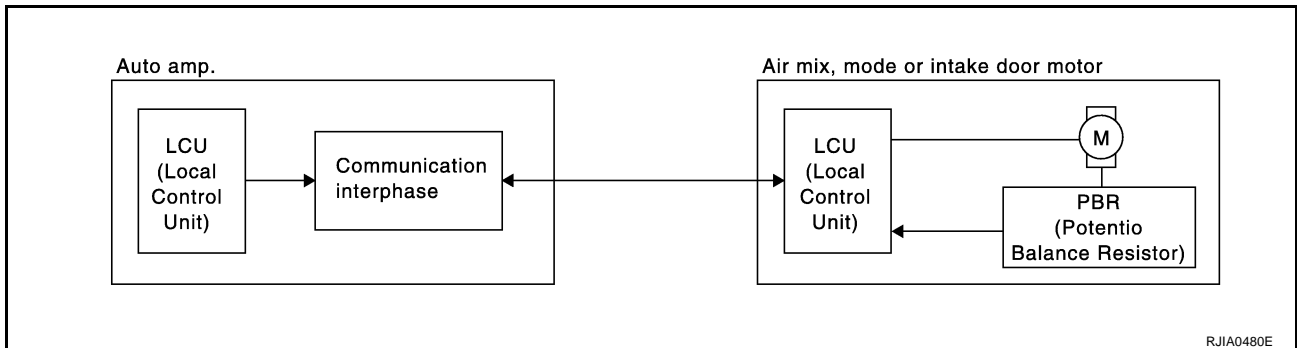 Auto amp.
LCU
(Local
Control
Unit)
Communication
interphase
Air mix, mode or intake door motor
LCU
(Local
Control
Unit)
M
PBR
(Potentio
Balance Resistor)
RJIA0480E